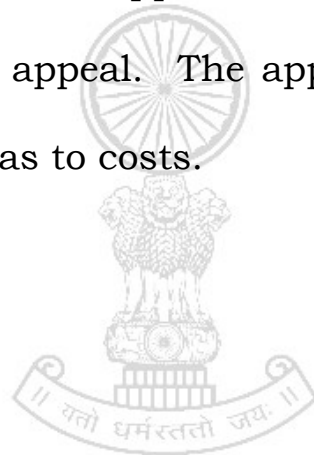 appeal. The app
as to costs.
॥ यतो धर्मस्ततो जयः ॥